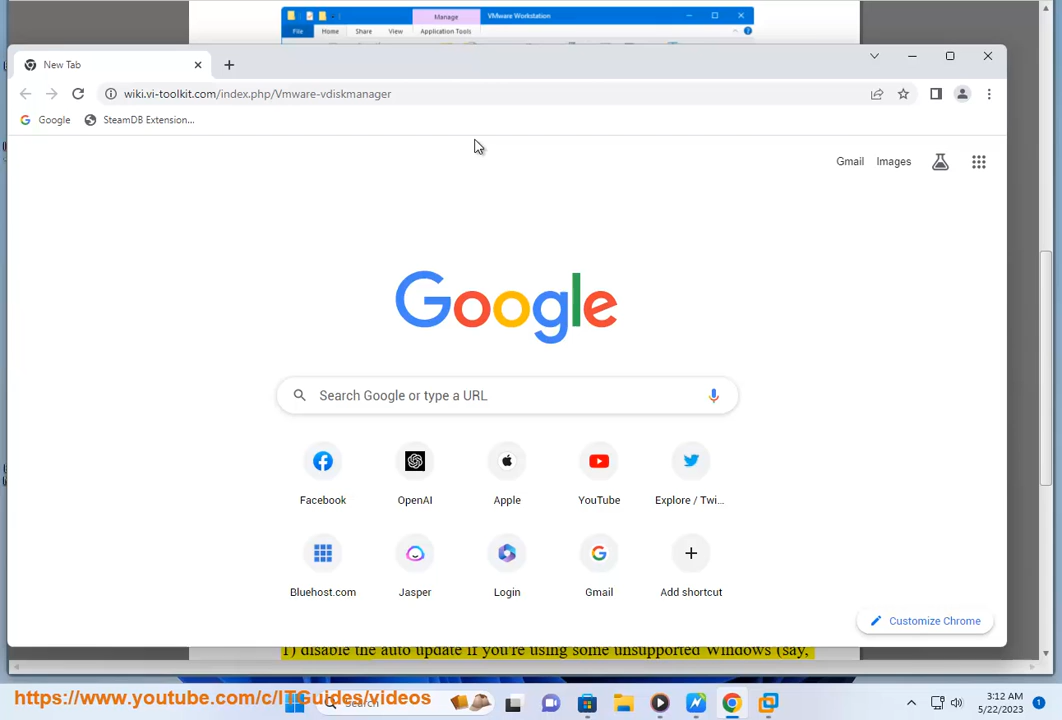 Manage
VMware Workstation
File
Home
Share
View
Application Tools
New Tab
wiki.vi-toolkit.com/index.php/Vmware-vdiskmanager
Google
SteamDB Extension...
Gmail
Images
Google
Search Google or type a URL
Facebook
OpenAI
Apple
YouTube
Explore / Twi...
Bluehost.com
Jasper
Login
Gmail
Add shortcut
Customize Chrome
1) disable the auto update if you're using some unsupported Windows (say,
https://www.youtube.com/c/ITGuides/videos
Search
3:12 AM
5/22/2023
1